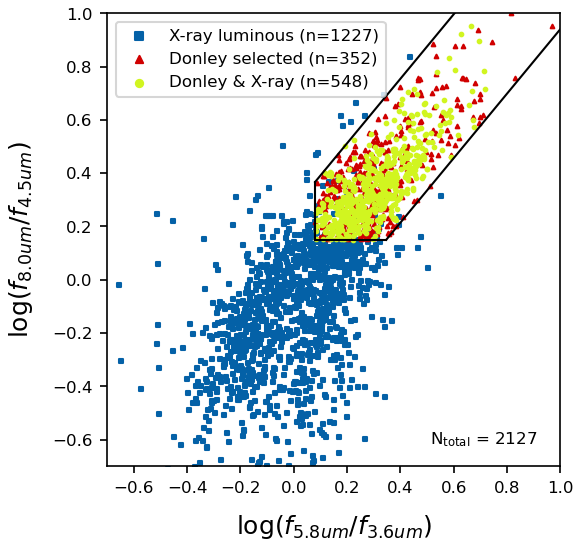 X-ray luminous (n=1227)
Donley selected (n=352)
Donley & X-ray (n=548)
1.0
0.8
0.6
0.4
0.2
0.0
−0.2
−0.4
−0.6
log(f8.0um/f4.5um)
Ntotal = 2127
−0.6 −0.4 −0.2 0.0 0.2 0.4 0.6 0.8 1.0
log(f5.8um/f3.6um)